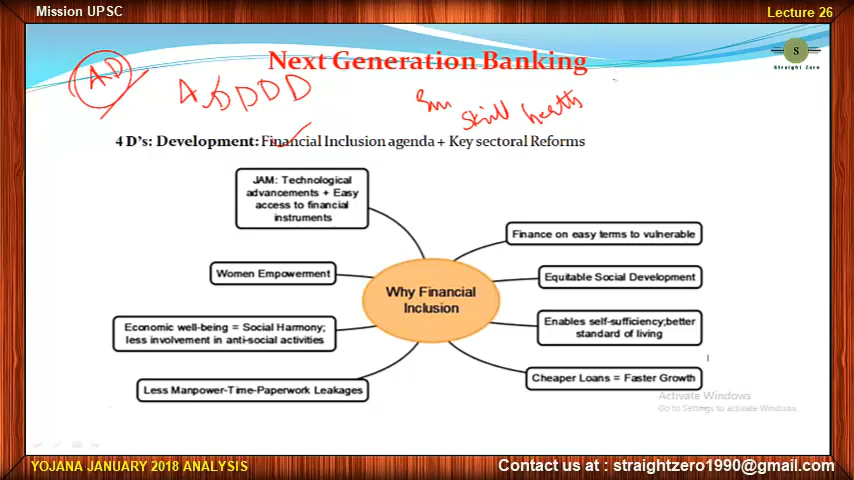 Mission UPSC
Lecture 26
Next Generation Banking
S
Straight Zero
skill health
4 D's: Development: Financial Inclusion agenda + Key sectoral Reforms
JAM: Technological
advancements + Easy
access to financial
instruments
Finance on easy terms to vulnerable
Women Empowerment
Equitable Social Development
Why Financial
Inclusion
Economic well-being = Social Harmony;
less involvement in anti-social activities
Enables self-sufficiency;better
standard of living
Less Manpower-Time-Paperwork Leakages
Cheaper Loans = Faster Growth
Activate Windows
Go to Settings to activate Windows.
YOJANA JANUARY 2018 ANALYSIS
Contact us at : straightzero1990@gmail.com